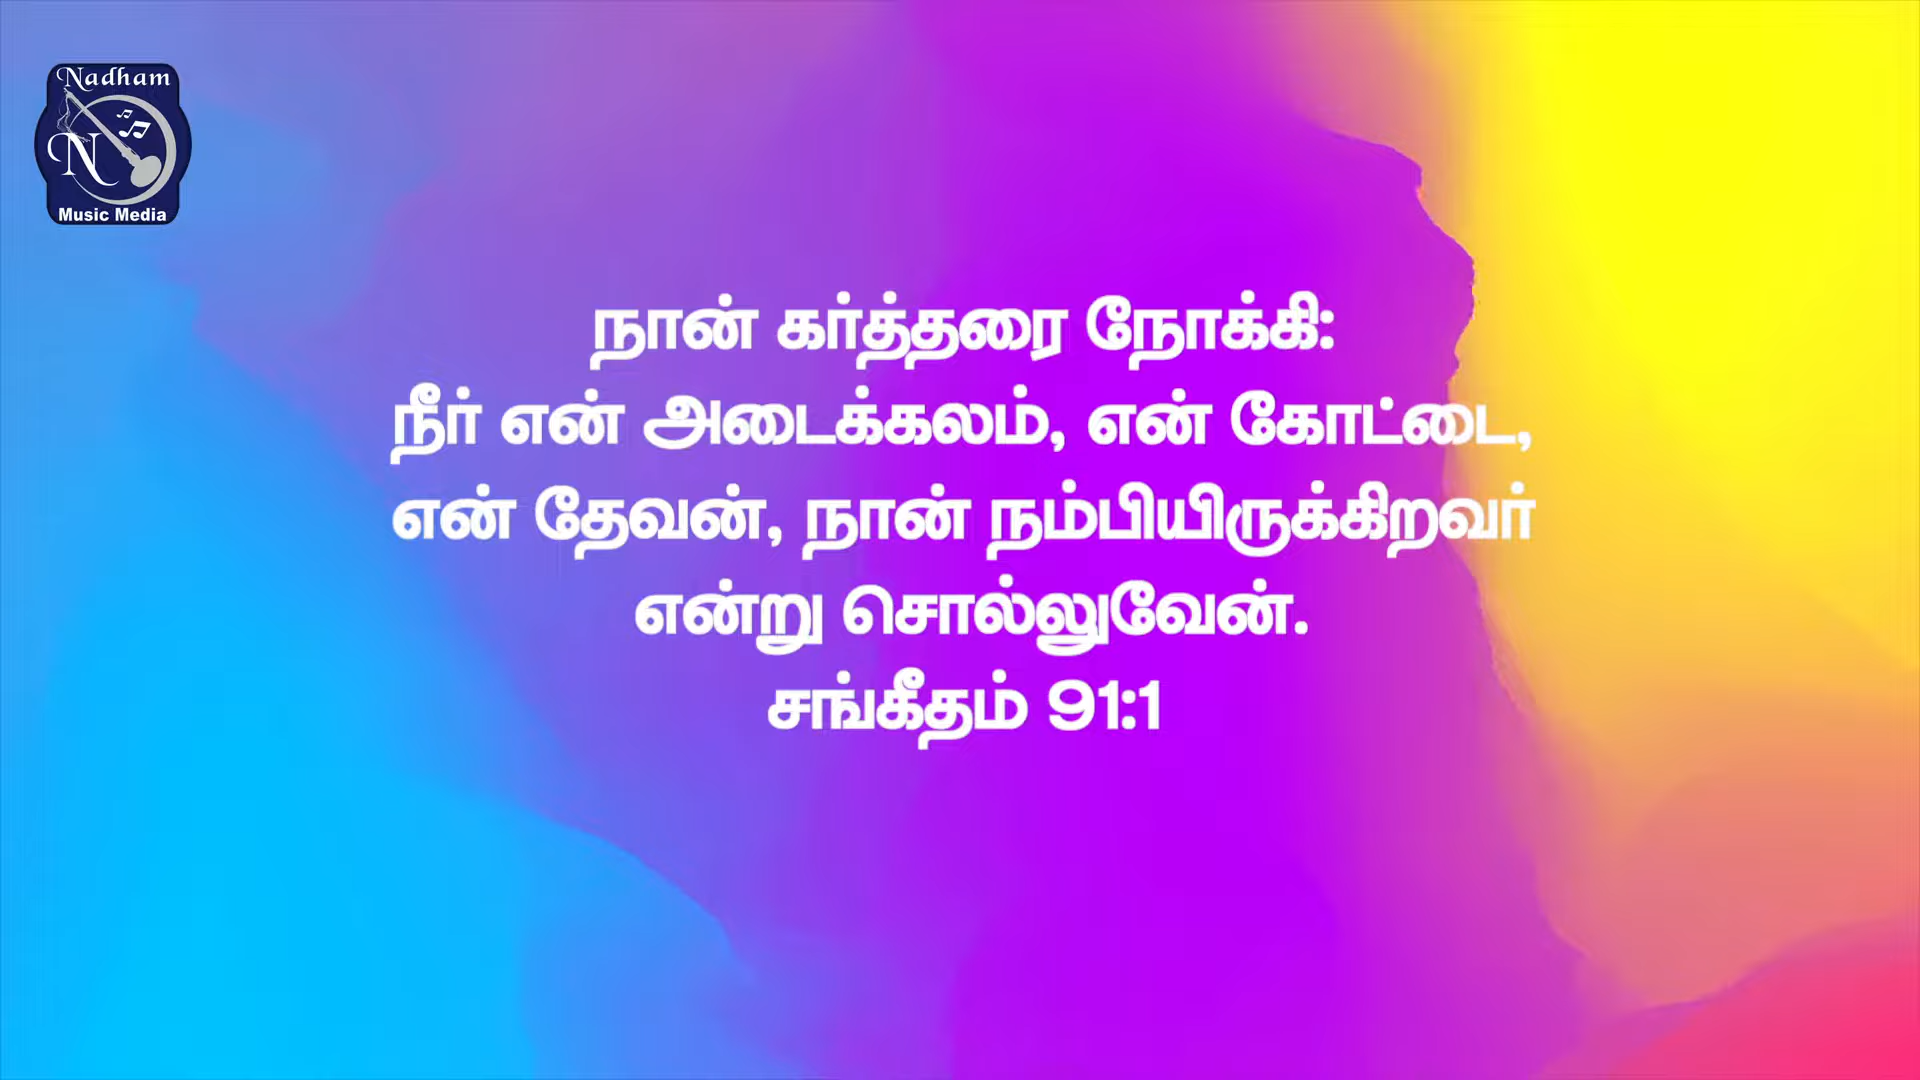 Nadham
N
Music Media
நான் கர்த்தரை நோக்கி:
நீர் என் அடைக்கலம், என் கோட்டை,
என் தேவன், நான் நம்பியிருக்கிறவர்
என்று சொல்லுவேன்.
சங்கீதம் 91:1